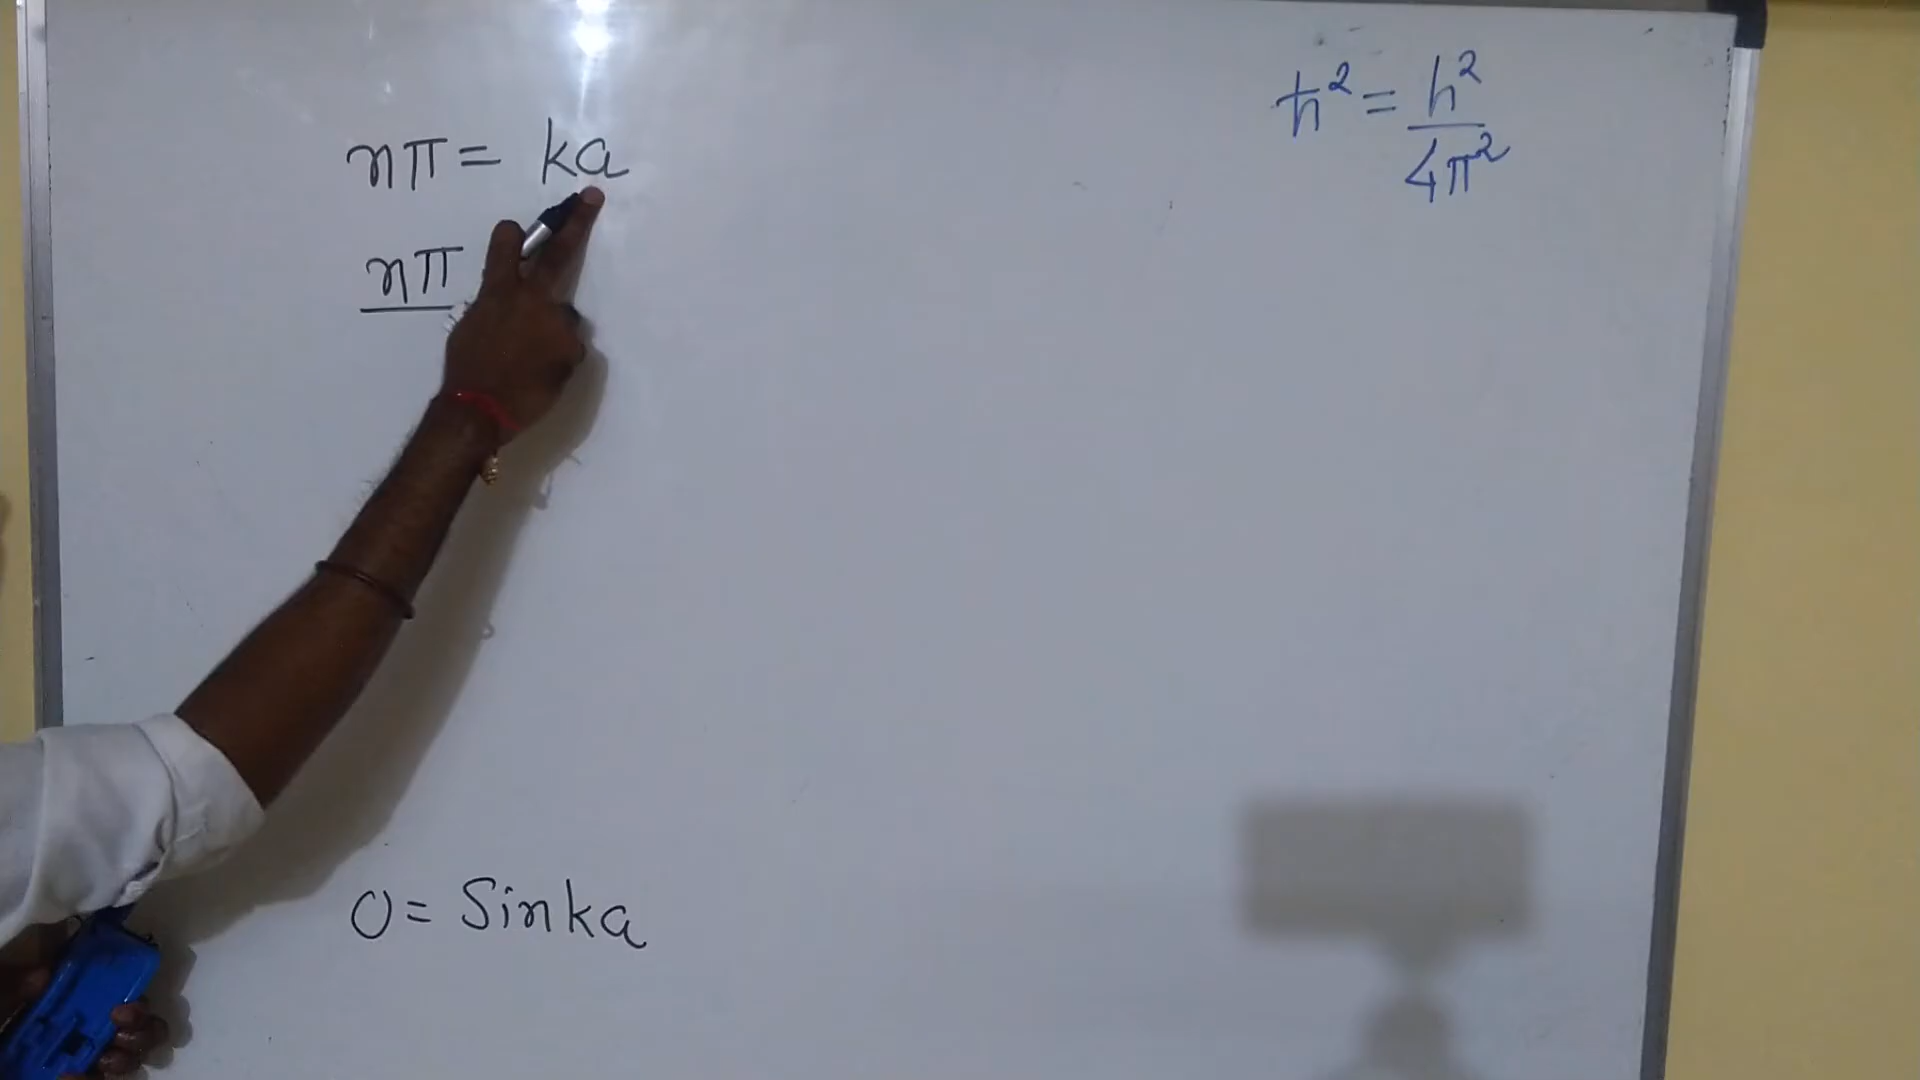 nπ = ka
nπ
ħ² = h²/4π²
0 = Sinka